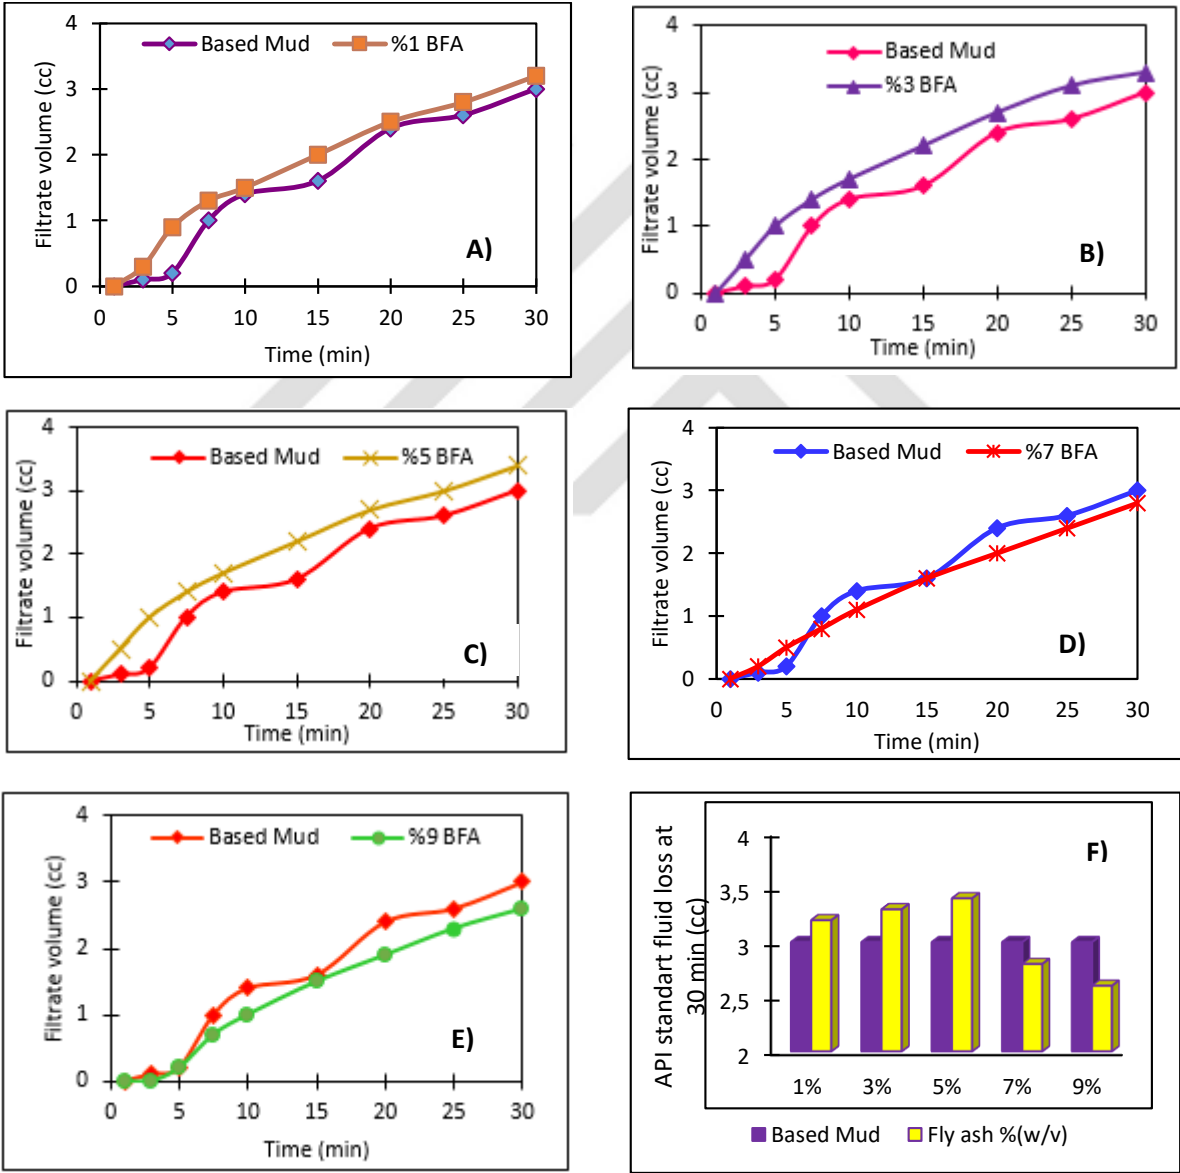 Based Mud %1 BFA
Filtrate volume (cc)
4
3
2
1
0
0 5 10 15 20 25 30
Time (min)
A)
Based Mud
%3 BFA
Filtrate volume (cc)
4
3
2
1
0
0 5 10 15 20 25 30
Time (min)
B)
Based Mud %5 BFA
Filtrate volume (cc)
4
3
2
1
0
0 5 10 15 20 25 30
Time (min)
C)
Based Mud %7 BFA
Filtrate volume (cc)
4
3
2
1
0
0 5 10 15 20 25 30
Time (min)
D)
Based Mud %9 BFA
Filtrate volume (cc)
4
3
2
1
0
0 5 10 15 20 25 30
Time (min)
E)
API standart fluid loss at
30 min (cc)
4
3,5
3
2,5
2
F)
1% 3% 5% 7% 9%
Based Mud Fly ash %(w/v)